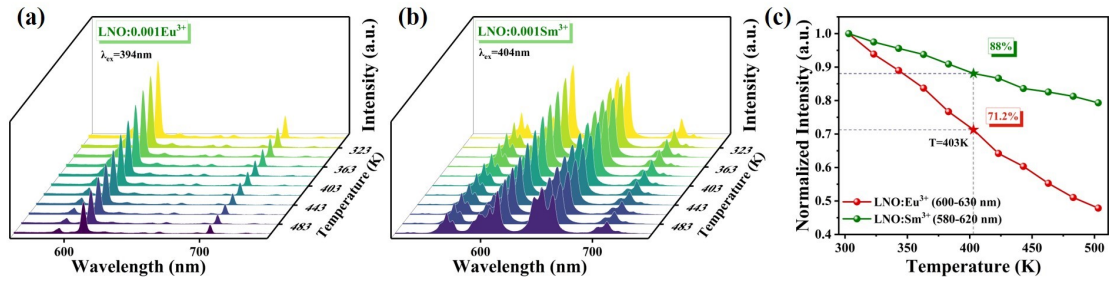 (a)
LNO:0.001Eu³⁺
λex=394nm
Intensity (a.u.)
323
363
403
443
483
Temperature (K)
600
700
Wavelength (nm)
(b)
LNO:0.001Sm³⁺
λex=404nm
Intensity (a.u.)
323
363
403
443
483
Temperature (K)
600
700
Wavelength (nm)
(c)
Normalized Intensity (a.u.)
1.0
0.9
0.8
0.7
0.6
0.5
0.4
88%
71.2%
T=403K
LNO:Eu³⁺ (600-630 nm)
LNO:Sm³⁺ (580-620 nm)
300
350
400
450
500
Temperature (K)